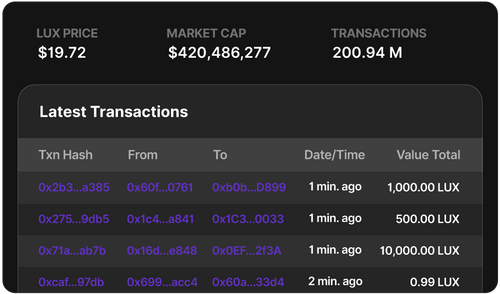 LUX PRICE MARKET CAP TRANSACTIONS
$19.72 $420,486,277 200.94 M
Latest Transactions
Txn Hash From To Date/Time Value Total
0x2b3...a385 0x60f...0761 0xb0b...D899 1 min. ago 1,000.00 LUX
0x275...9db5 0x1c4...a841 0x1C3...0033 1 min. ago 500.00 LUX
0x71a...ab7b 0x16d...e848 0x0EF...2f3A 1 min. ago 10,000.00 LUX
0xcaf...97db 0x699...acc4 0x60a...33d4 2 min. ago 0.99 LUX